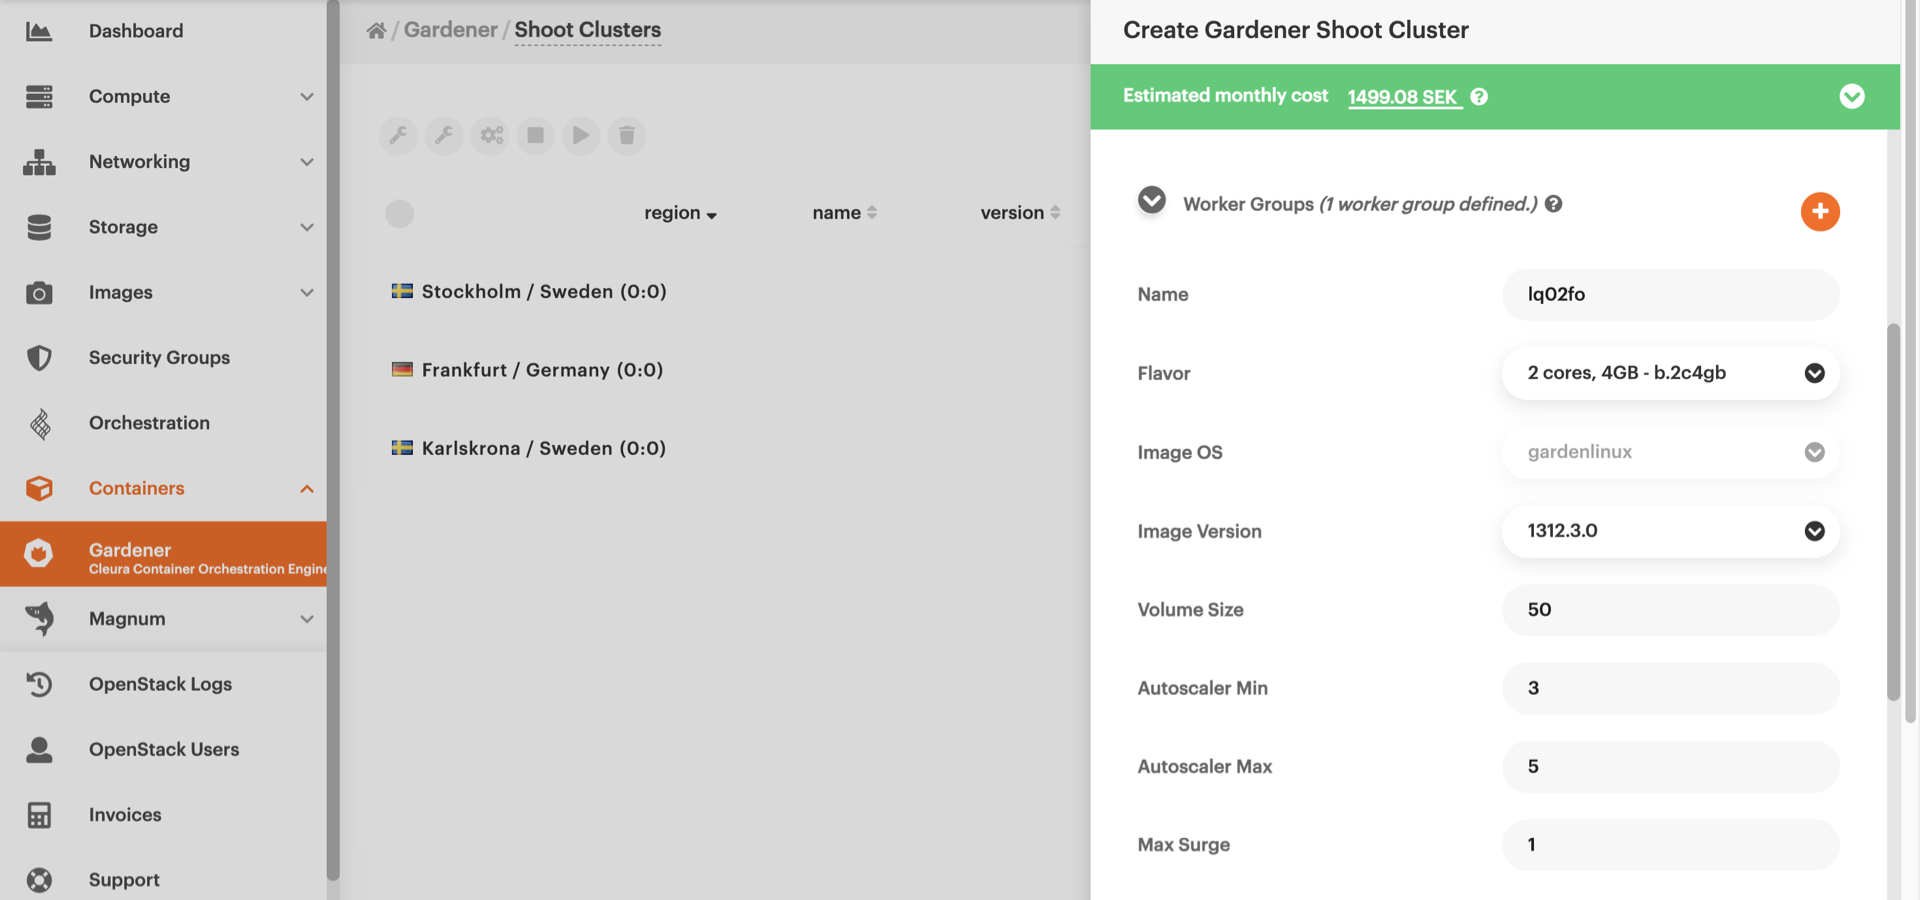 Dashboard
Compute
Networking
Storage
Images
Security Groups
Orchestration
Containers
Gardener
Cleura Container Orchestration Engine
Magnum
OpenStack Logs
OpenStack Users
Invoices
Support
/ Gardener / Shoot Clusters
region name version
Stockholm / Sweden (0:0)
Frankfurt / Germany (0:0)
Karlskrona / Sweden (0:0)
Create Gardener Shoot Cluster
Estimated monthly cost 1499.08 SEK ?
Worker Groups (1 worker group defined.) ?
Name lq02fo
Flavor 2 cores, 4GB - b.2c4gb
Image OS gardenlinux
Image Version 1312.3.0
Volume Size 50
Autoscaler Min 3
Autoscaler Max 5
Max Surge 1